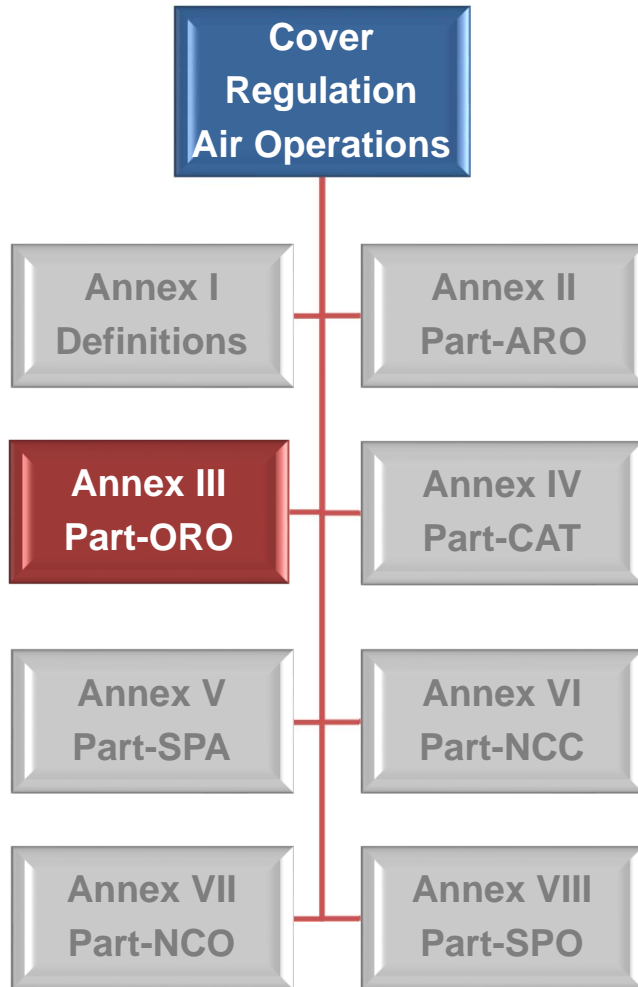 Cover
Regulation
Air Operations
Annex I
Definitions
Annex II
Part-ARO
Annex III
Part-ORO
Annex IV
Part-CAT
Annex V
Part-SPA
Annex VI
Part-NCC
Annex VII
Part-NCO
Annex VIII
Part-SPO